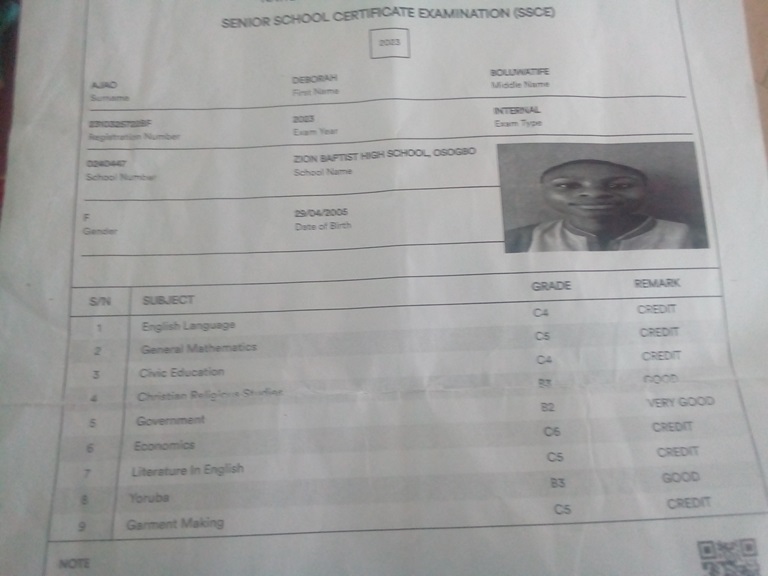 SENIOR SCHOOL CERTIFICATE EXAMINATION (SSCE)
2023
AJAO DEBORAH BOLUWATIFE
Surname First Name Middle Name
2023 INTERNAL
Registration Number Exam Year Exam Type
0240447 ZION BAPTIST HIGH SCHOOL, OSOGBO
School Number School Name
F 29/04/2005
Gender Date of Birth
S/N SUBJECT GRADE REMARK
1 English Language C4 CREDIT
2 General Mathematics C5 CREDIT
3 Civic Education C4 CREDIT
4 Christian Religious Studies B3 GOOD
5 Government B2 VERY GOOD
6 Economics C6 CREDIT
7 Literature In English C5 CREDIT
8 Yoruba B3 GOOD
9 Garment Making C5 CREDIT
NOTE